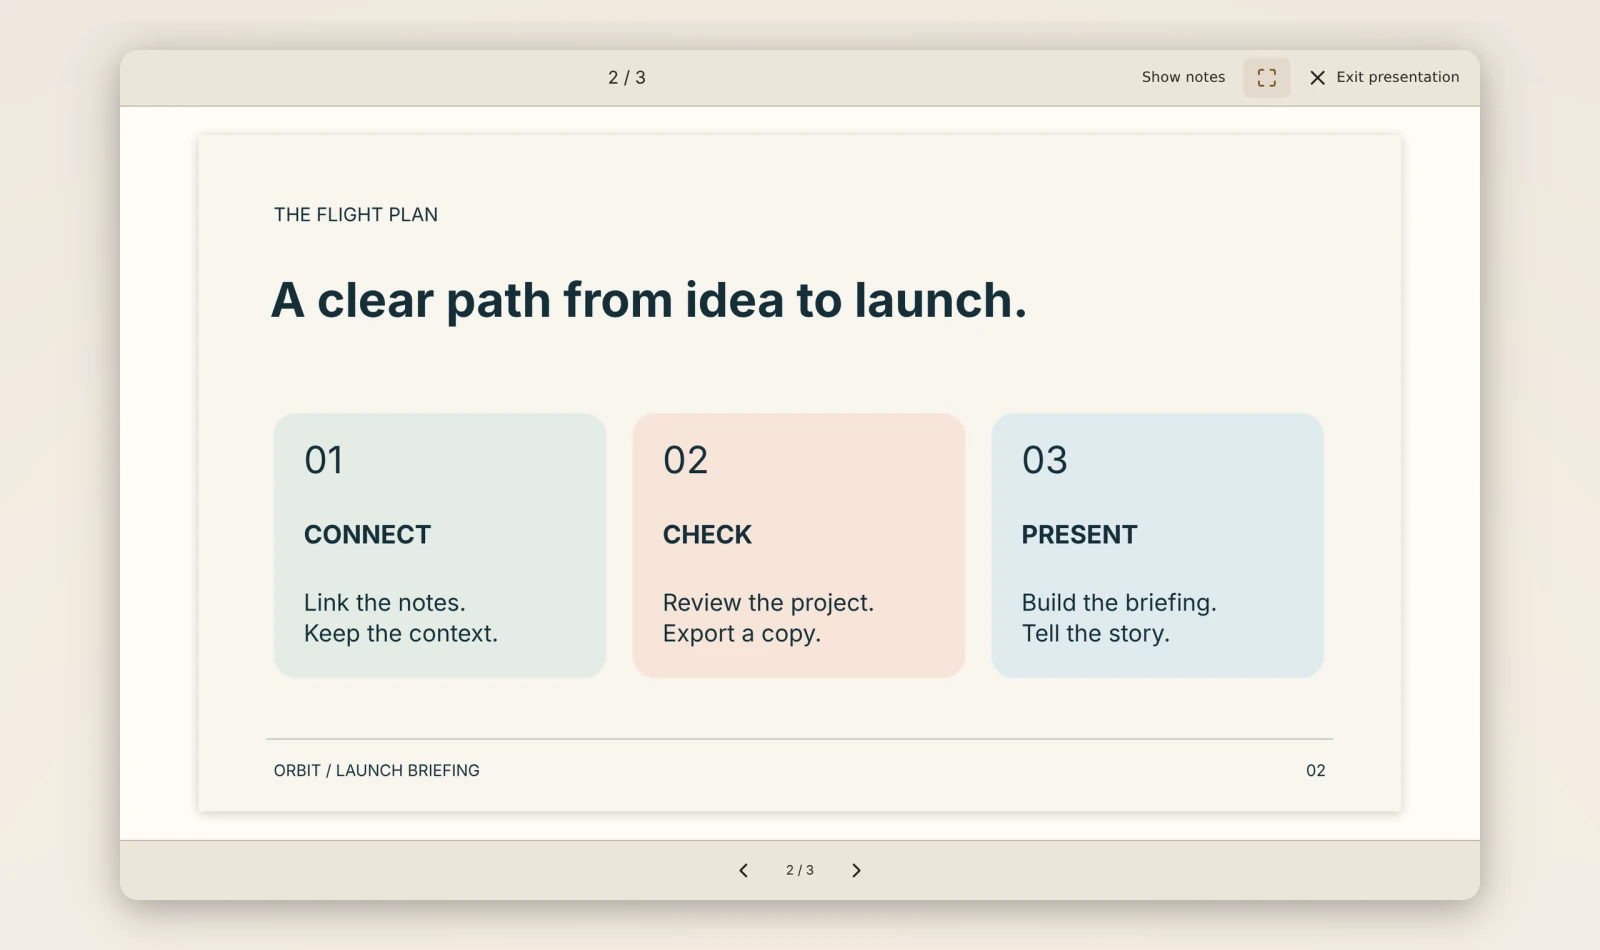 2 / 3
Show notes
Exit presentation
THE FLIGHT PLAN
A clear path from idea to launch.
01
CONNECT
Link the notes.
Keep the context.
02
CHECK
Review the project.
Export a copy.
03
PRESENT
Build the briefing.
Tell the story.
ORBIT / LAUNCH BRIEFING
02
2 / 3